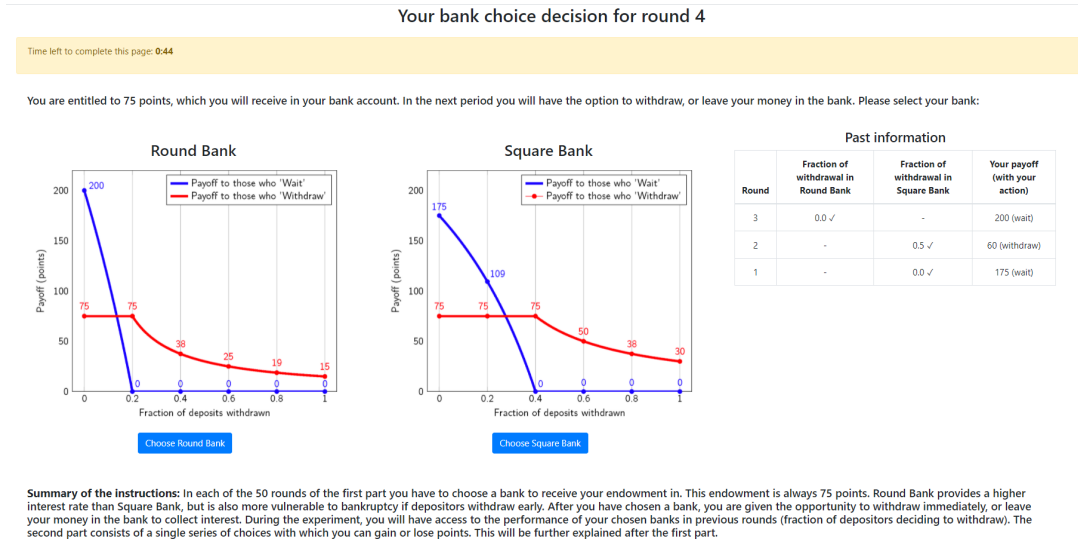 Your bank choice decision for round 4
Time left to complete this page: 0:44
You are entitled to 75 points, which you will receive in your bank account. In the next period you will have the option to withdraw, or leave your money in the bank. Please select your bank:
Round Bank
Payoff to those who 'Wait'
Payoff to those who 'Withdraw'
Payoff (points)
200
150
100
50
0
200
75
75
38
25
19
15
0
0
0
0
0
0
0.2
0.4
0.6
0.8
1
Fraction of deposits withdrawn
Choose Round Bank
Square Bank
Payoff to those who 'Wait'
Payoff to those who 'Withdraw'
Payoff (points)
200
150
100
50
0
175
109
75
75
75
50
38
30
0
0
0
0
0
0.2
0.4
0.6
0.8
1
Fraction of deposits withdrawn
Choose Square Bank
Past information
Round Fraction of withdrawal in Round Bank Fraction of withdrawal in Square Bank Your payoff (with your action)
3 0.0 ✓ - 200 (wait)
2 - 0.5 ✓ 60 (withdraw)
1 - 0.0 ✓ 175 (wait)
Summary of the instructions: In each of the 50 rounds of the first part you have to choose a bank to receive your endowment in. This endowment is always 75 points. Round Bank provides a higher
interest rate than Square Bank, but is also more vulnerable to bankruptcy if depositors withdraw early. After you have chosen a bank, you are given the opportunity to withdraw immediately, or leave
your money in the bank to collect interest. During the experiment, you will have access to the performance of your chosen banks in previous rounds (fraction of depositors deciding to withdraw). The
second part consists of a single series of choices with which you can gain or lose points. This will be further explained after the first part.